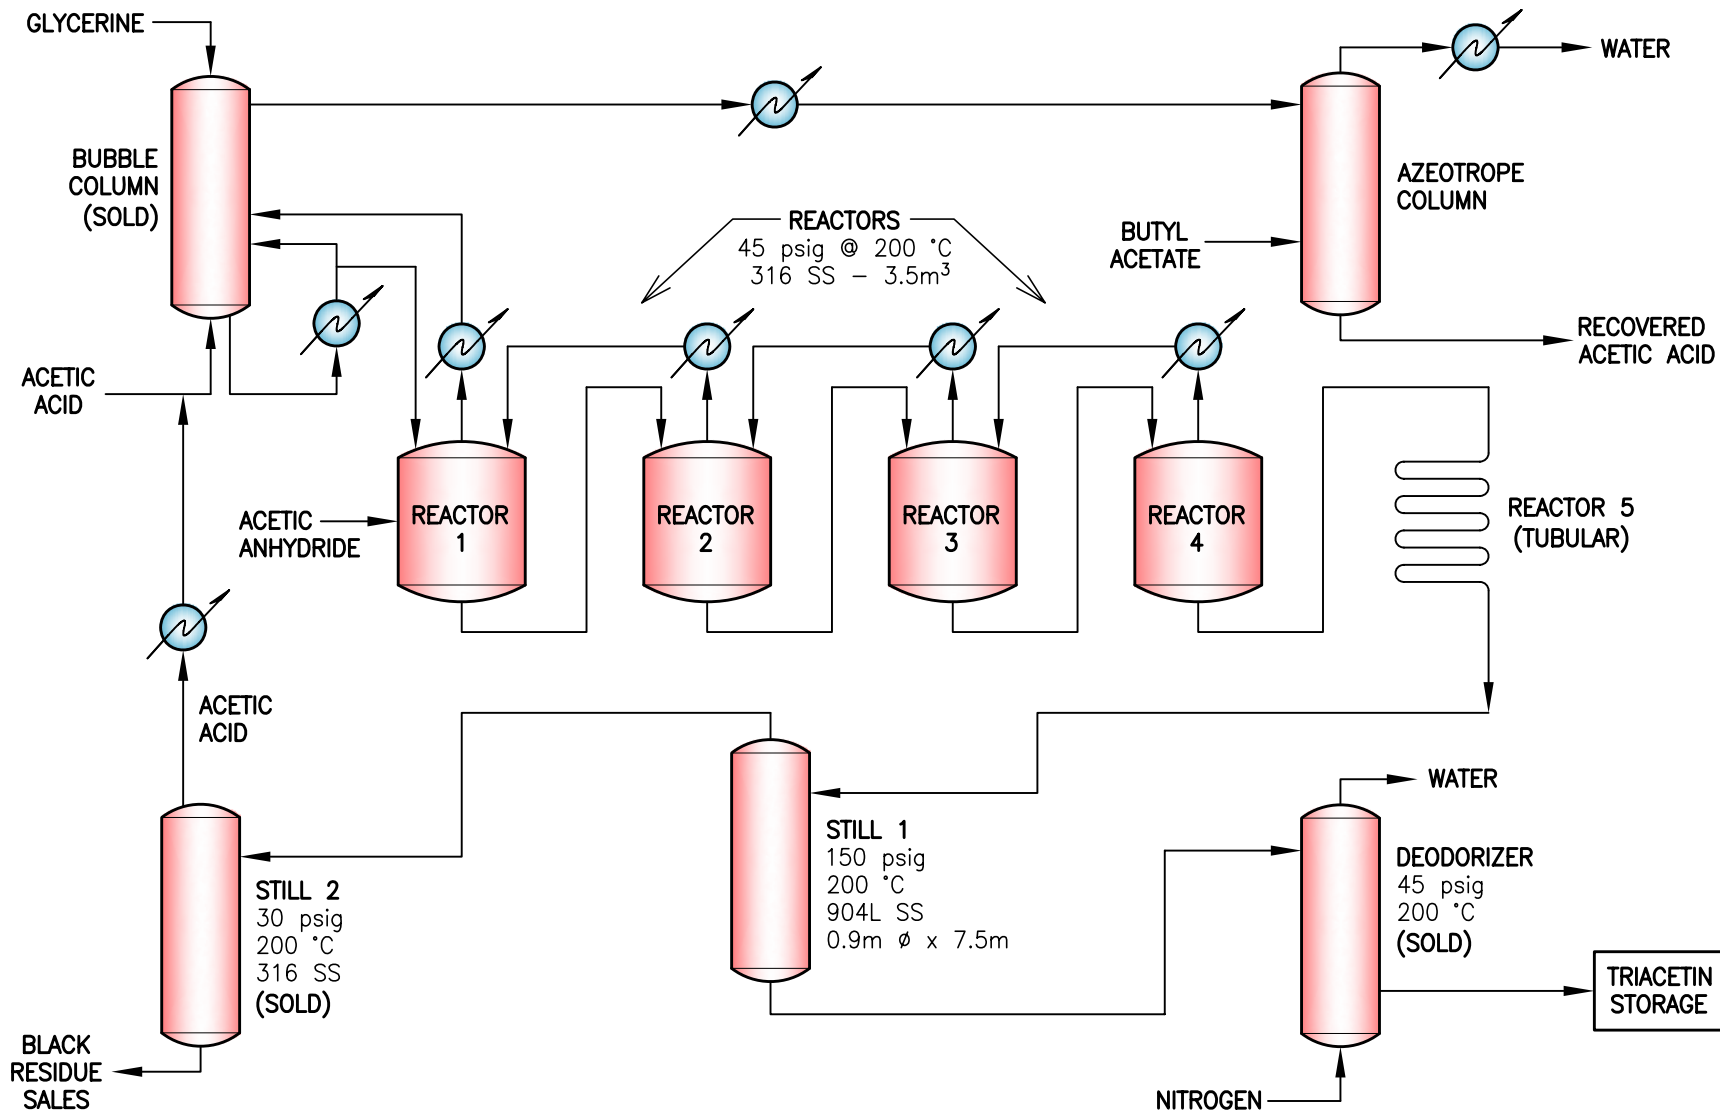 GLYCERINE
WATER
BUBBLE
COLUMN
(SOLD)
AZEOTROPE
COLUMN
REACTORS
45 psig @ 200 °C
316 SS – 3.5m³
BUTYL
ACETATE
RECOVERED
ACETIC ACID
ACETIC
ACID
ACETIC
ANHYDRIDE
REACTOR
1
REACTOR
2
REACTOR
3
REACTOR
4
REACTOR 5
(TUBULAR)
ACETIC
ACID
WATER
STILL 1
150 psig
200 °C
904L SS
0.9m ø x 7.5m
STILL 2
30 psig
200 °C
316 SS
(SOLD)
DEODORIZER
45 psig
200 °C
(SOLD)
TRIACETIN
STORAGE
BLACK
RESIDUE
SALES
NITROGEN